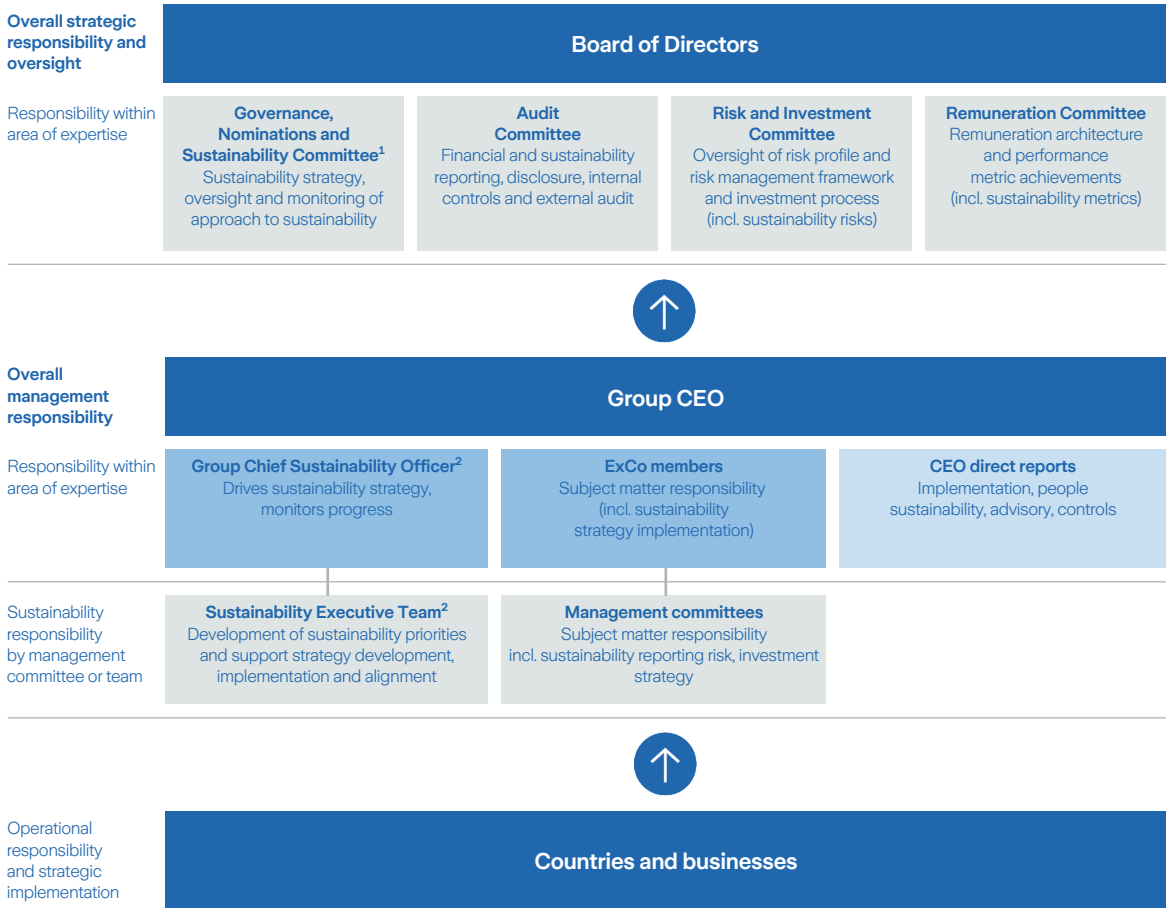 Overall strategic
responsibility and
oversight
Board of Directors
Responsibility within
area of expertise
Governance,
Nominations and
Sustainability Committee¹
Sustainability strategy,
oversight and monitoring of
approach to sustainability
Audit
Committee
Financial and sustainability
reporting, disclosure, internal
controls and external audit
Risk and Investment
Committee
Oversight of risk profile and
risk management framework
and investment process
(incl. sustainability risks)
Remuneration Committee
Remuneration architecture
and performance
metric achievements
(incl. sustainability metrics)
Overall
management
responsibility
Group CEO
Responsibility within
area of expertise
Group Chief Sustainability Officer²
Drives sustainability strategy,
monitors progress
ExCo members
Subject matter responsibility
(incl. sustainability
strategy implementation)
CEO direct reports
Implementation, people
sustainability, advisory, controls
Sustainability
responsibility
by management
committee or team
Sustainability Executive Team²
Development of sustainability priorities
and support strategy development,
implementation and alignment
Management committees
Subject matter responsibility
incl. sustainability reporting risk, investment
strategy
Operational
responsibility
and strategic
implementation
Countries and businesses